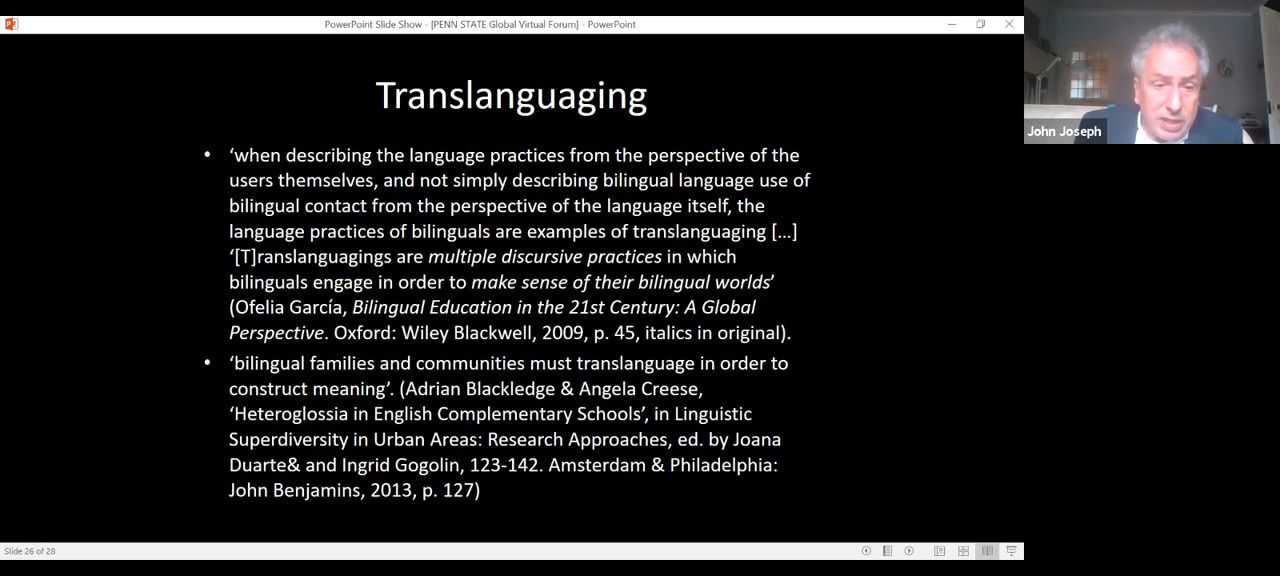 PowerPoint Slide Show - [PENN STATE Global Virtual Forum] - PowerPoint
John Joseph
Translanguaging
• ‘when describing the language practices from the perspective of the
users themselves, and not simply describing bilingual language use of
bilingual contact from the perspective of the language itself, the
language practices of bilinguals are examples of translanguaging […]
‘[T]ranslanguagings are multiple discursive practices in which
bilinguals engage in order to make sense of their bilingual worlds’
(Ofelia García, Bilingual Education in the 21st Century: A Global
Perspective. Oxford: Wiley Blackwell, 2009, p. 45, italics in original).
• ‘bilingual families and communities must translanguage in order to
construct meaning’. (Adrian Blackledge & Angela Creese,
‘Heteroglossia in English Complementary Schools’, in Linguistic
Superdiversity in Urban Areas: Research Approaches, ed. by Joana
Duarte& and Ingrid Gogolin, 123-142. Amsterdam & Philadelphia:
John Benjamins, 2013, p. 127)
Slide 26 of 28